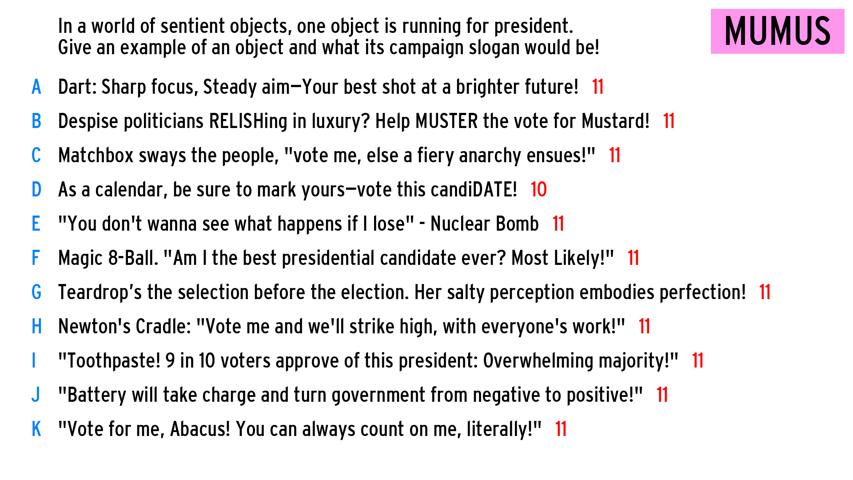 In a world of sentient objects, one object is running for president.
Give an example of an object and what its campaign slogan would be!
MUMUS
A Dart: Sharp focus, Steady aim—Your best shot at a brighter future! 11
B Despise politicians RELISHing in luxury? Help MUSTER the vote for Mustard! 11
C Matchbox sways the people, "vote me, else a fiery anarchy ensues!" 11
D As a calendar, be sure to mark yours—vote this candiDATE! 10
E "You don't wanna see what happens if I lose" - Nuclear Bomb 11
F Magic 8-Ball. "Am I the best presidential candidate ever? Most Likely!" 11
G Teardrop’s the selection before the election. Her salty perception embodies perfection! 11
H Newton's Cradle: "Vote me and we'll strike high, with everyone's work!" 11
I "Toothpaste! 9 in 10 voters approve of this president: Overwhelming majority!" 11
J "Battery will take charge and turn government from negative to positive!" 11
K "Vote for me, Abacus! You can always count on me, literally!" 11